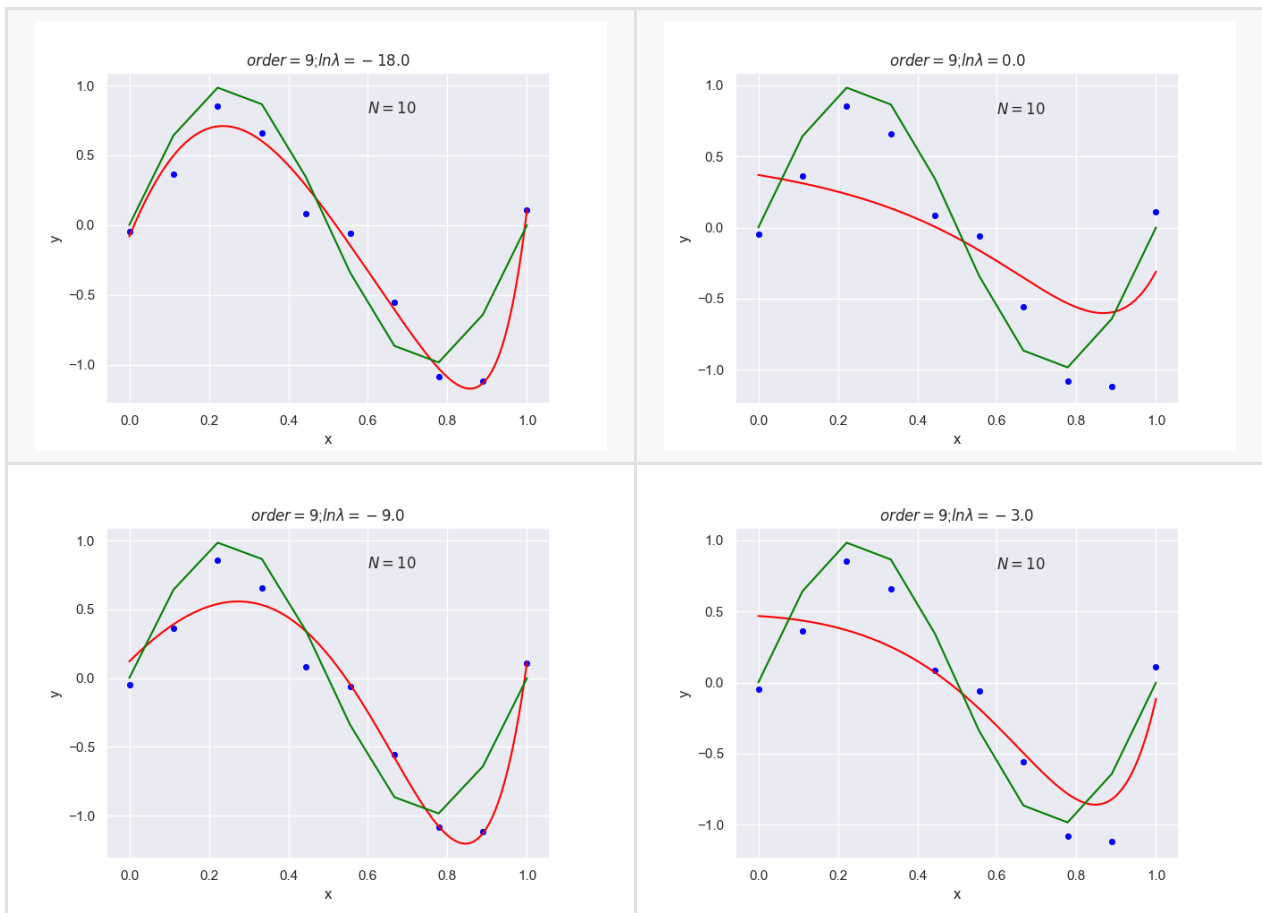 order = 9;lnλ = − 18.0
N = 10
1.0
0.5
0.0
−0.5
−1.0
y
0.0 0.2 0.4 0.6 0.8 1.0
x
order = 9;lnλ = 0.0
N = 10
1.0
0.5
0.0
−0.5
−1.0
y
0.0 0.2 0.4 0.6 0.8 1.0
x
order = 9;lnλ = − 9.0
N = 10
1.0
0.5
0.0
−0.5
−1.0
y
0.0 0.2 0.4 0.6 0.8 1.0
x
order = 9;lnλ = − 3.0
N = 10
1.0
0.5
0.0
−0.5
−1.0
y
0.0 0.2 0.4 0.6 0.8 1.0
x